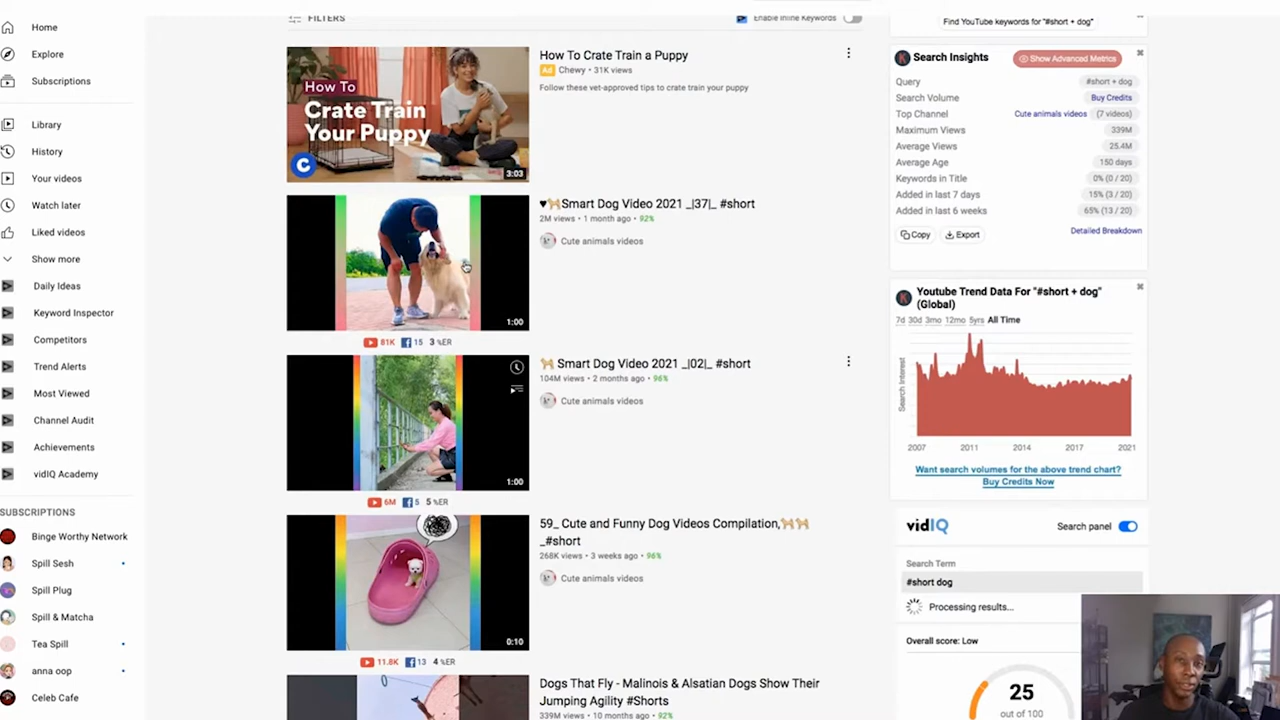 Home
Explore
Subscriptions
Library
History
Your videos
Watch later
Liked videos
Show more
Daily Ideas
Keyword Inspector
Competitors
Trend Alerts
Most Viewed
Channel Audit
Achievements
vidIQ Academy
SUBSCRIPTIONS
Binge Worthy Network
Spill Sesh
Spill Plug
Spill & Matcha
Tea Spill
anna oop
Celeb Cafe
FILTERS
Enable Inline Keywords
How To
Crate Train
Your Puppy
C
3:03
How To Crate Train a Puppy
Ad Chewy • 31K views
Follow these vet-approved tips to crate train your puppy
1:00
81K 15 3 %ER
♥🐕Smart Dog Video 2021 _|37|_ #short
2M views • 1 month ago • 92%
Cute animals videos
1:00
6M 5 5 %ER
🐕 Smart Dog Video 2021 _|02|_ #short
104M views • 2 months ago • 96%
Cute animals videos
0:10
11.8K 13 4 %ER
59_ Cute and Funny Dog Videos Compilation,🐕🐕
_#short
268K views • 3 weeks ago • 96%
Cute animals videos
Dogs That Fly - Malinois & Alsatian Dogs Show Their
Jumping Agility #Shorts
339M views • 10 months ago • 92%
Find YouTube keywords for "#short + dog"
Search Insights
Show Advanced Metrics
Query #short + dog
Search Volume Buy Credits
Top Channel Cute animals videos (7 videos)
Maximum Views 339M
Average Views 25.4M
Average Age 150 days
Keywords in Title 0% (0 / 20)
Added in last 7 days 15% (3 / 20)
Added in last 6 weeks 65% (13 / 20)
Copy Export Detailed Breakdown
Youtube Trend Data For "#short + dog"
(Global)
7d 30d 3mo 12mo 5yrs All Time
Search Interest
2007 2011 2014 2017 2021
Want search volumes for the above trend chart?
Buy Credits Now
vidIQ Search panel
Search Term
#short dog
Processing results...
Overall score: Low
25
out of 100